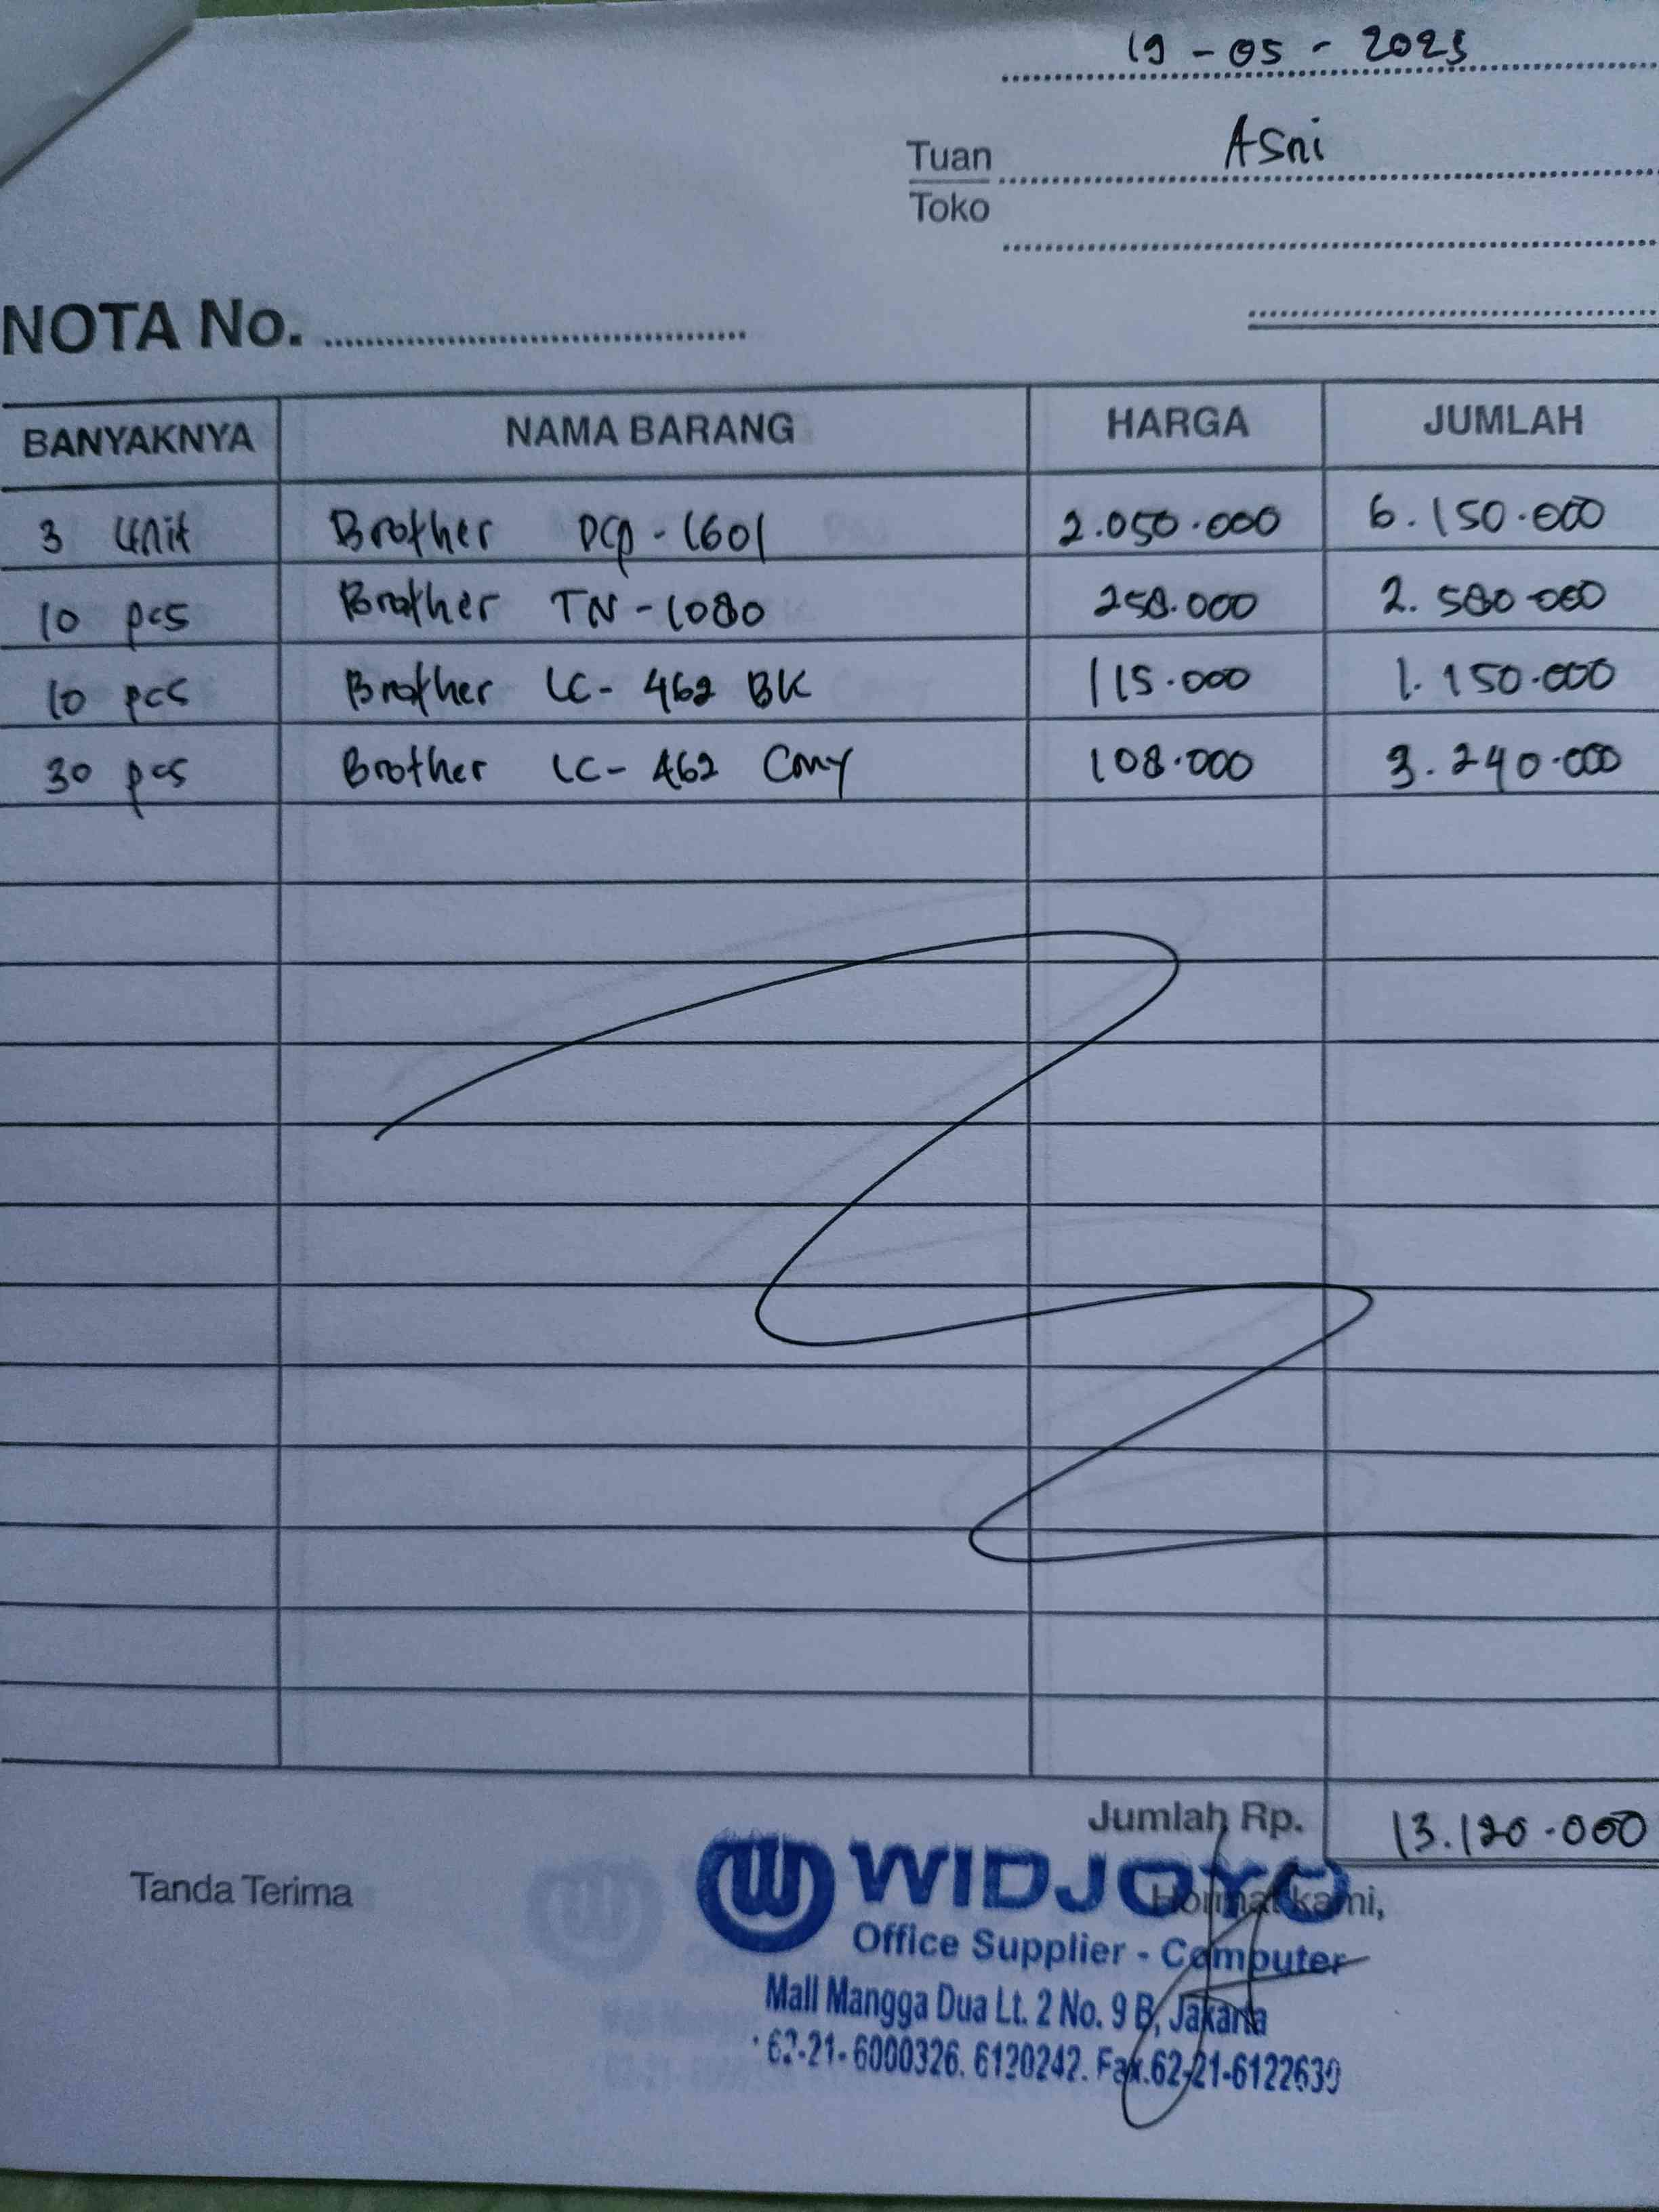 19 - 05 - 2023
Tuan Asni
Toko
NOTA No.
BANYAKNYA NAMA BARANG HARGA JUMLAH
3 Unit Brother DCP - 1601 2.050.000 6.150.000
10 pcs Brother TN - 1080 258.000 2.580.000
10 pcs Brother LC - 462 BK 115.000 1.150.000
30 pcs Brother LC - 462 Cmy 108.000 3.240.000
Jumlah Rp. 13.120.000
Tanda Terima
Hormat kami,
WIDJOYO
Office Supplier - Computer
Mall Mangga Dua Lt. 2 No. 9 B, Jakarta
62-21-6000326. 6120242. Fax.62-21-6122630